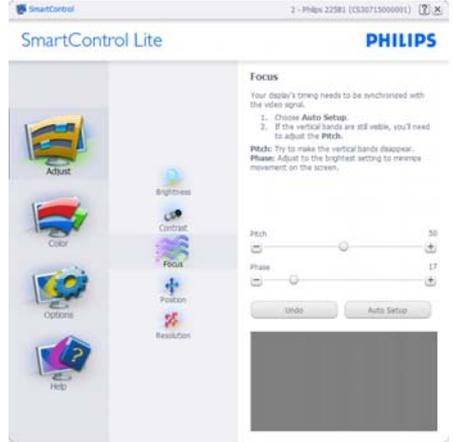 SmartControl
2 - Philips 225B1 (CS30715000001)
SmartControl Lite
PHILIPS
Adjust
Color
Options
Help
Brightness
Contrast
Focus
Position
Resolution
Focus
Your display's timing needs to be synchronized with
the video signal.
1. Choose Auto Setup.
2. If the vertical bands are still visible, you'll need
to adjust the Pitch.
Pitch: Try to make the vertical bands disappear.
Phase: Adjust to the brightest setting to minimize
movement on the screen.
Pitch 50
Phase 17
Undo Auto Setup